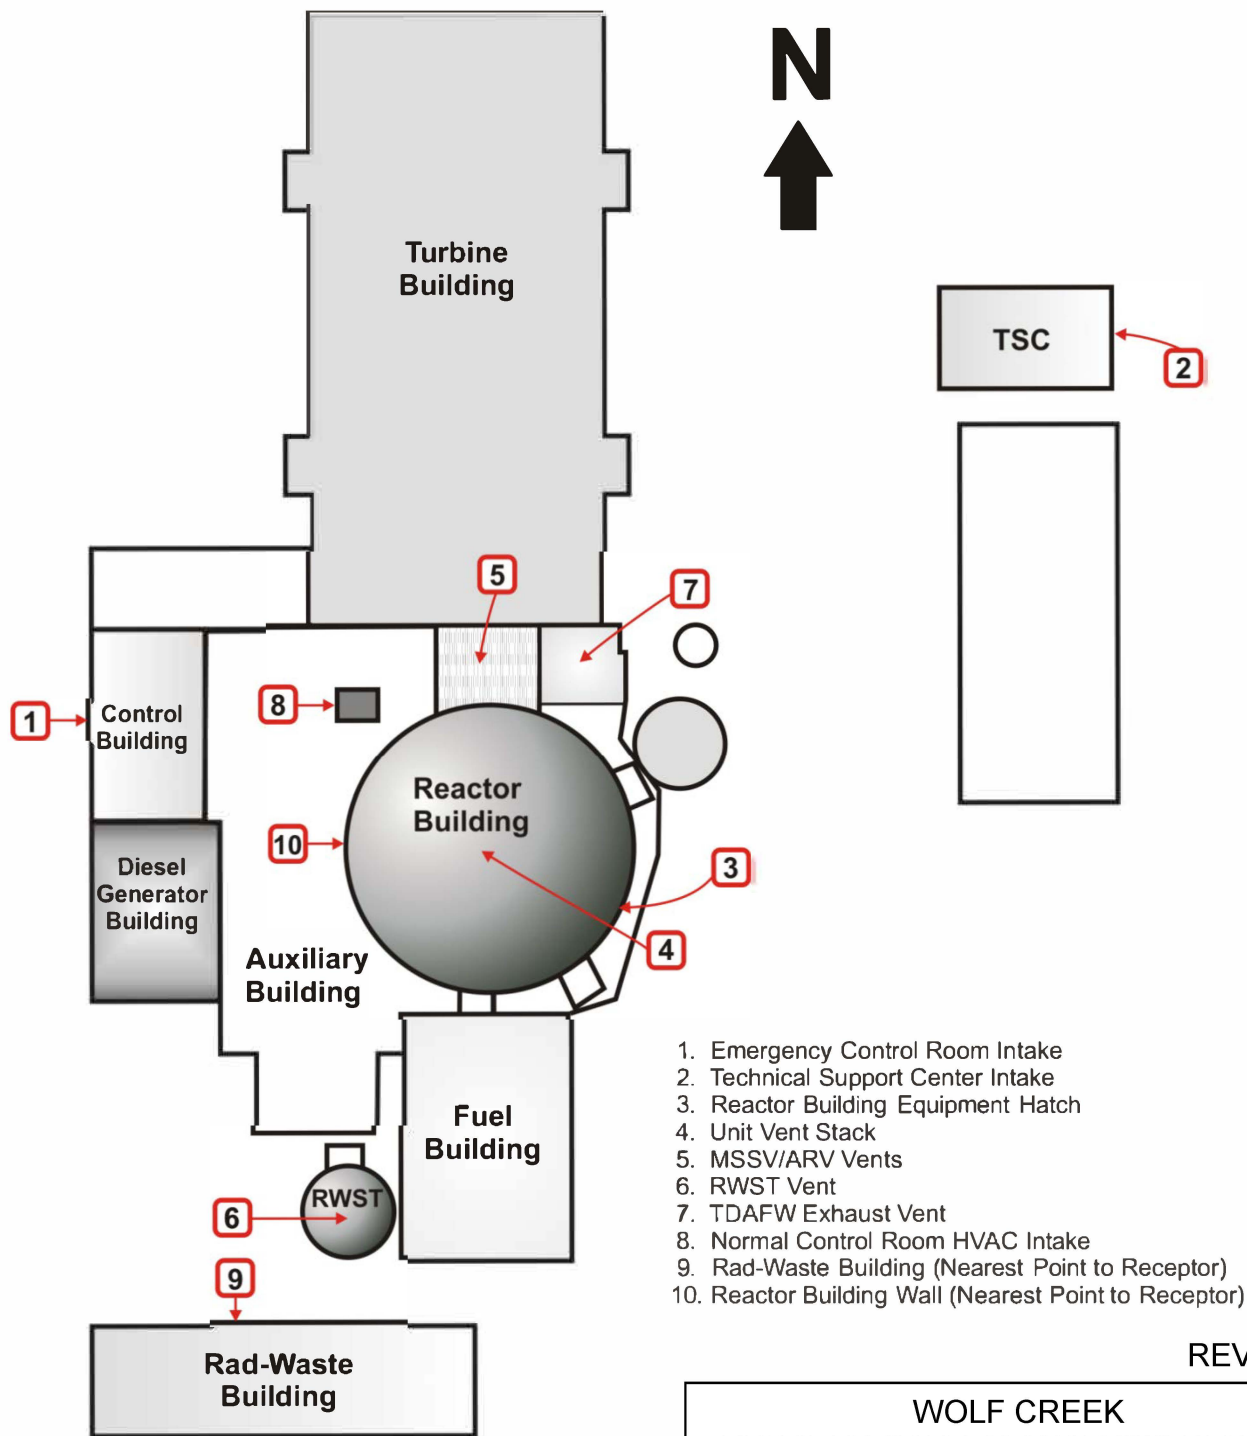 N
Turbine
Building
TSC
2
5
7
8
1
Control
Building
Reactor
Building
10
Diesel
Generator
Building
3
4
Auxiliary
Building
1. Emergency Control Room Intake
2. Technical Support Center Intake
3. Reactor Building Equipment Hatch
4. Unit Vent Stack
5. MSSV/ARV Vents
6. RWST Vent
7. TDAFW Exhaust Vent
8. Normal Control Room HVAC Intake
9. Rad-Waste Building (Nearest Point to Receptor)
10. Reactor Building Wall (Nearest Point to Receptor)
Fuel
Building
RWST
6
9
Rad-Waste
Building
REV
WOLF CREEK